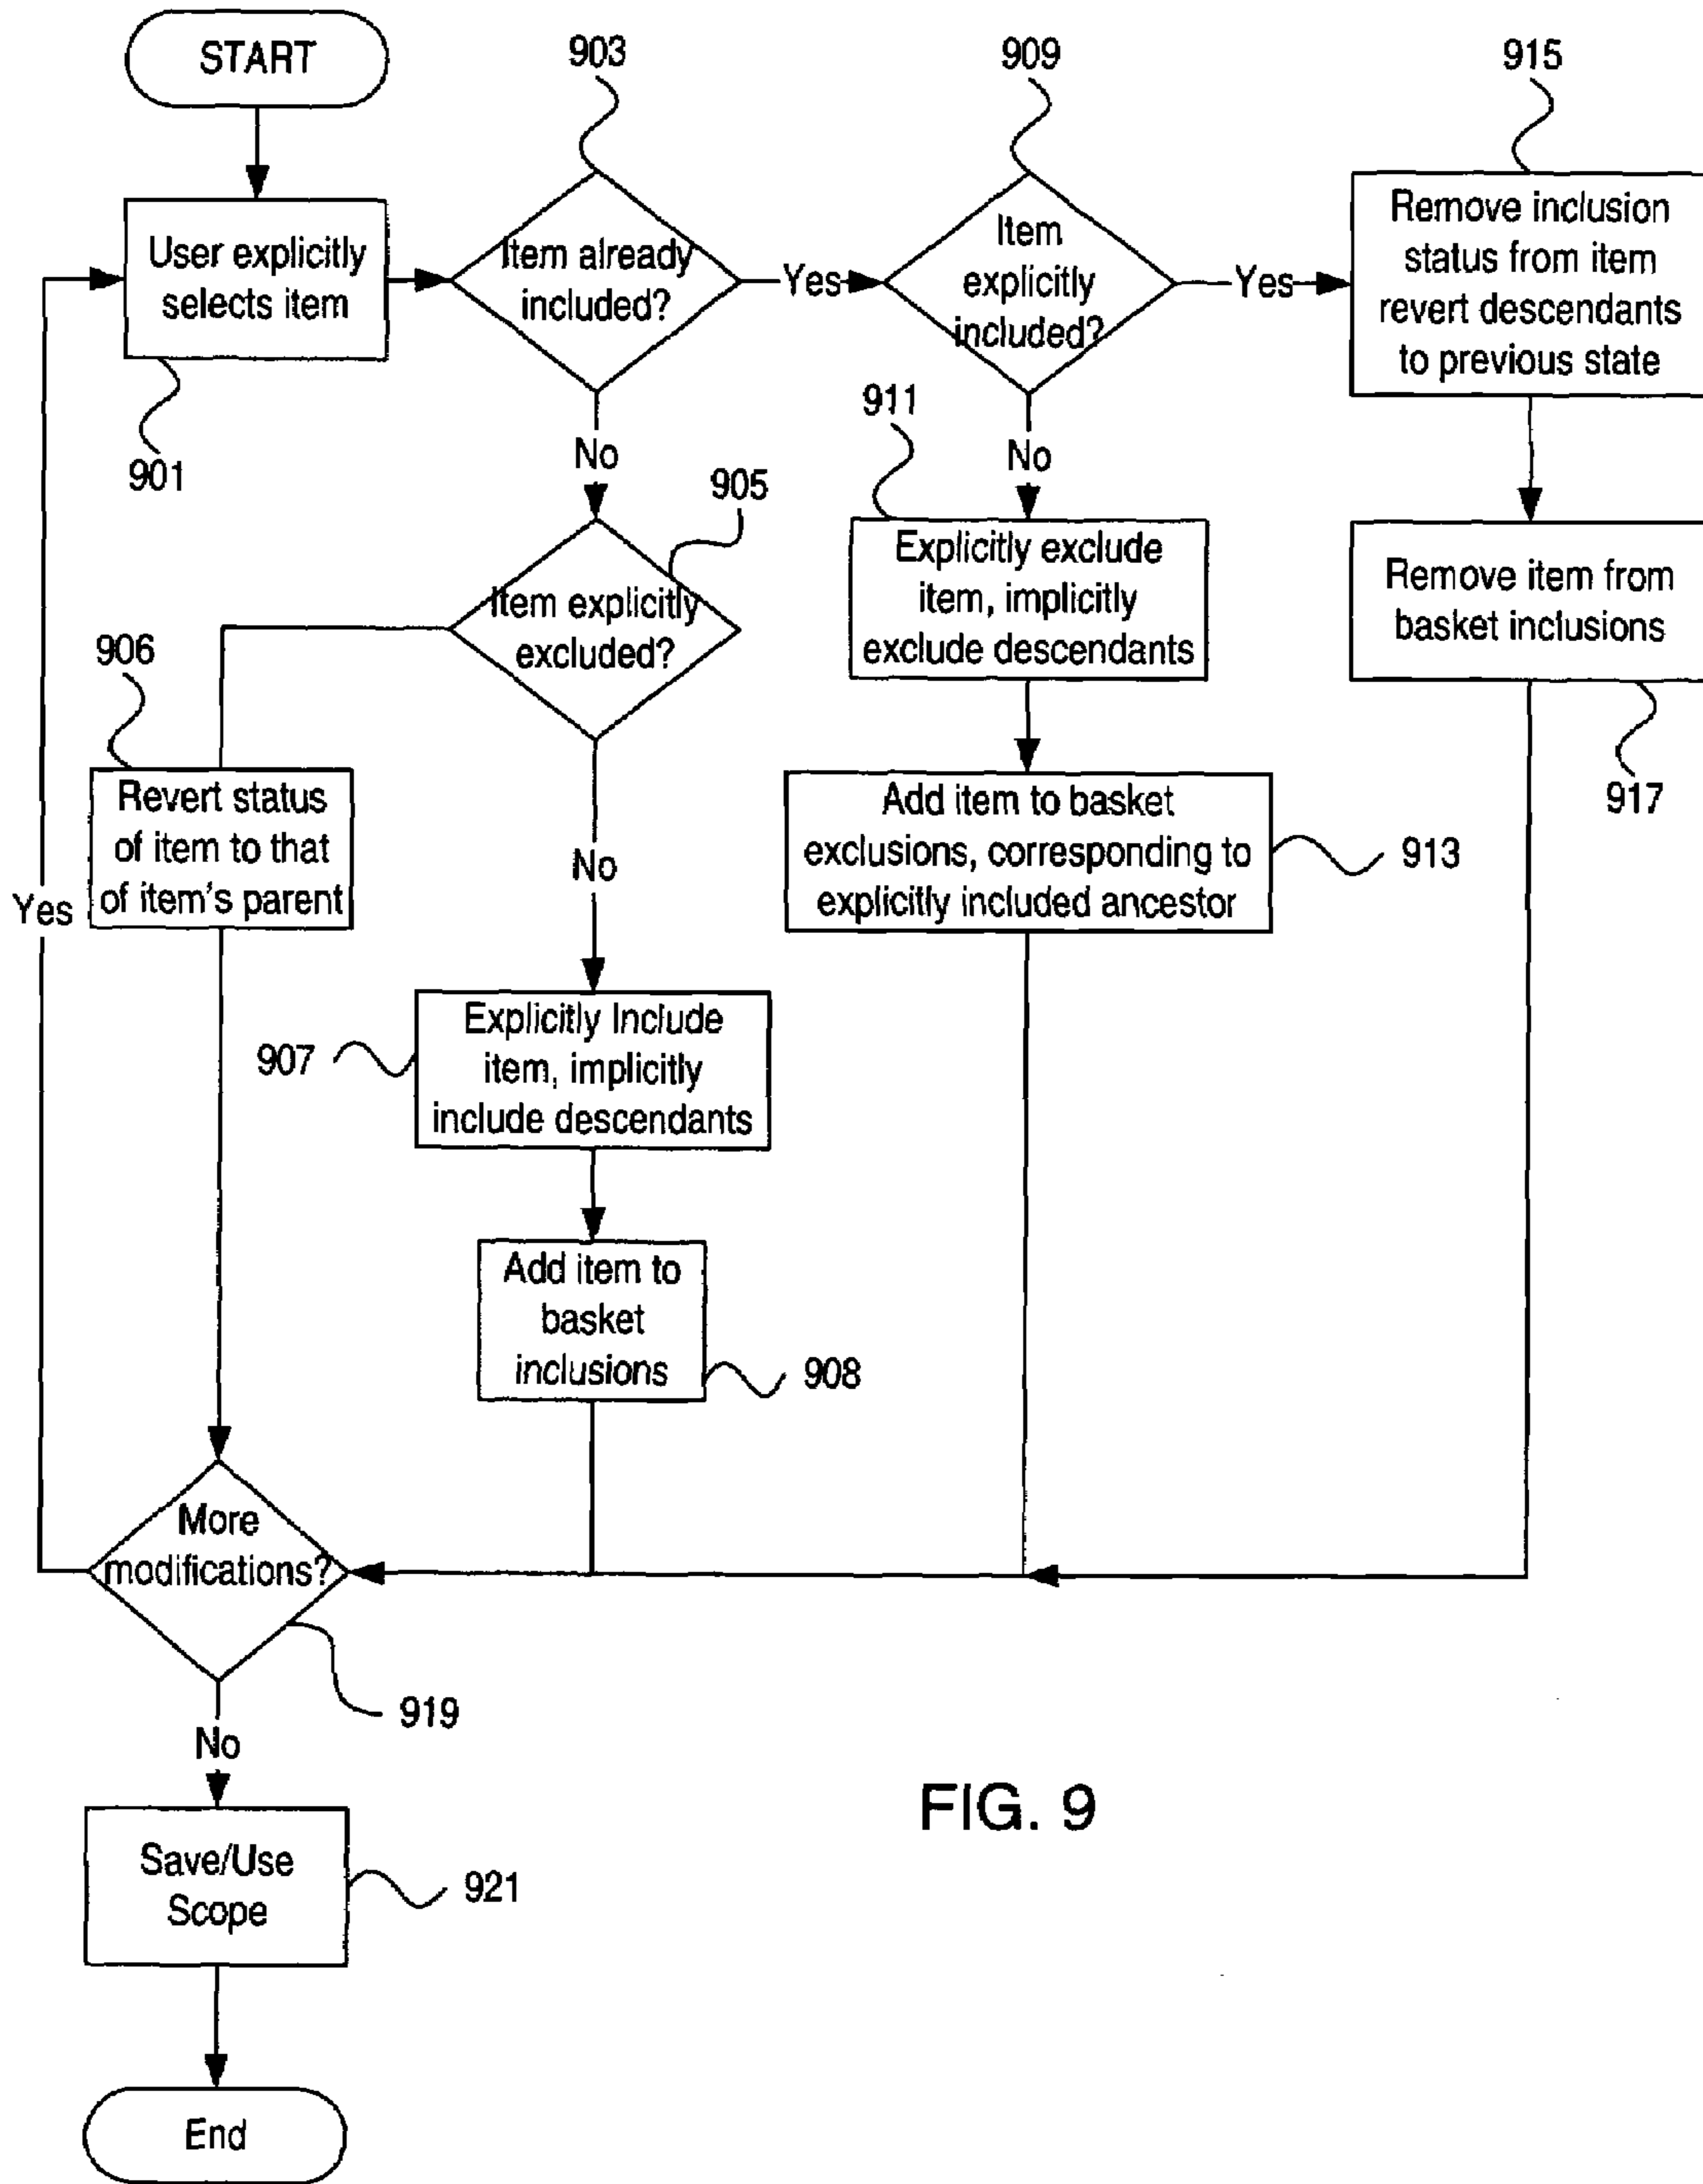 START
903
909
915
User explicitly
selects item
901
Item already
included?
Yes
Item
explicitly
included?
Yes
Remove inclusion
status from item
revert descendants
to previous state
No
905
911
No
Item explicitly
excluded?
Explicitly exclude
item, implicitly
exclude descendants
Remove item from
basket inclusions
917
906
Revert status
of item to that
of item's parent
Yes
No
Add item to basket
exclusions, corresponding to
explicitly included ancestor
913
907
Explicitly Include
item, implicitly
include descendants
Add item to
basket
inclusions
908
More
modifications?
919
No
Save/Use
Scope
921
End
FIG. 9